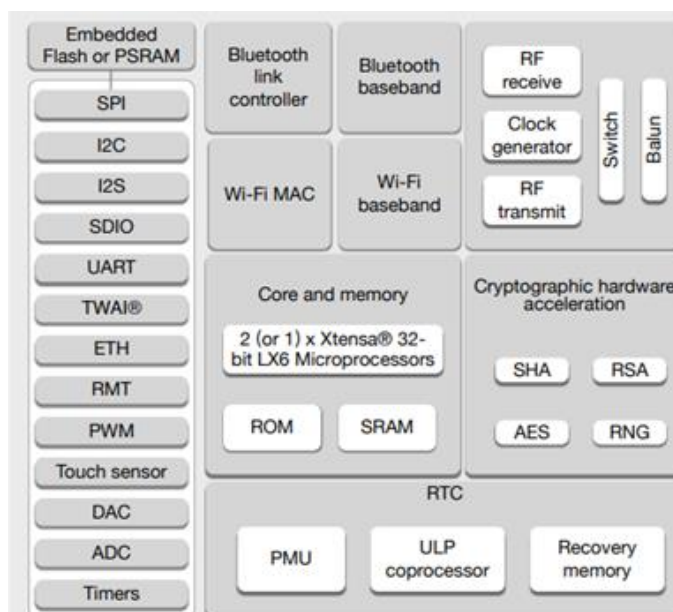 Embedded
Flash or PSRAM
SPI
I2C
I2S
SDIO
UART
TWAI®
ETH
RMT
PWM
Touch sensor
DAC
ADC
Timers
Bluetooth
link
controller
Bluetooth
baseband
Wi-Fi MAC
Wi-Fi
baseband
RF
receive
Clock
generator
RF
transmit
Switch
Balun
Core and memory
2 (or 1) x Xtensa® 32-
bit LX6 Microprocessors
ROM
SRAM
Cryptographic hardware
acceleration
SHA
RSA
AES
RNG
RTC
PMU
ULP
coprocessor
Recovery
memory